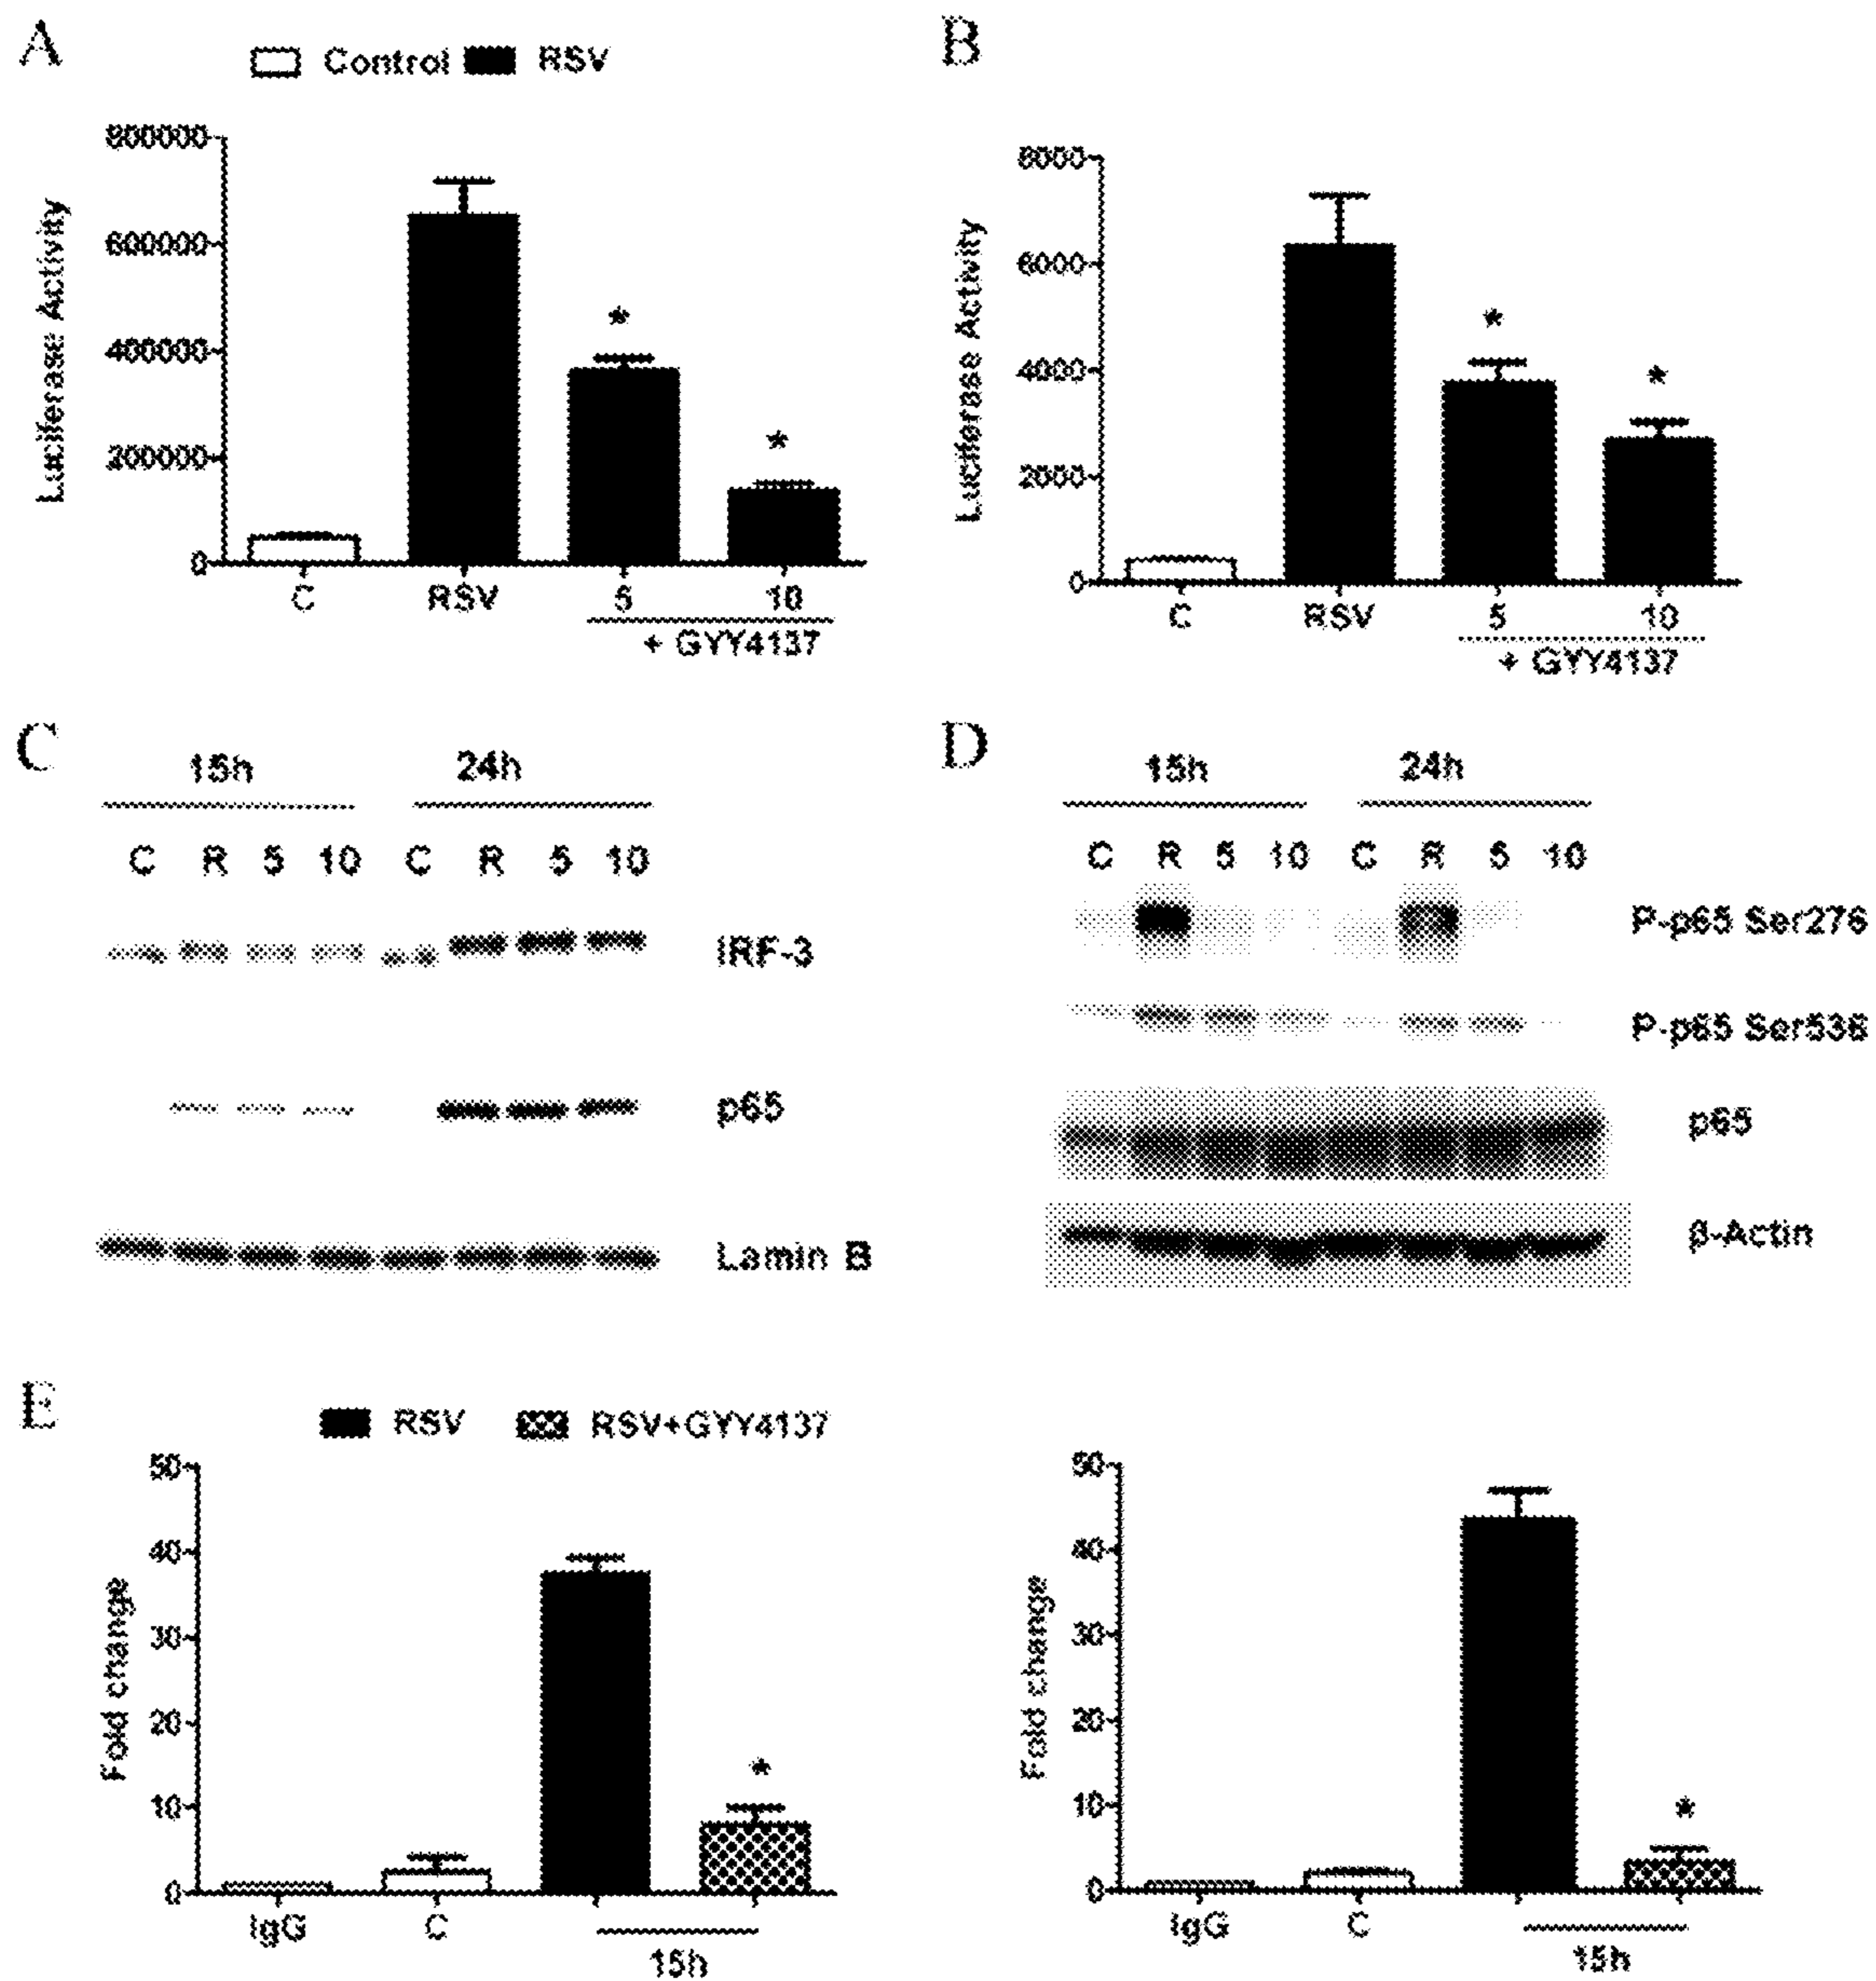 A
Control RSV
Luciferase Activity
800000
600000
400000
200000
0
C RSV 5 10
+ GYY4137
B
Luciferase Activity
8000
6000
4000
2000
0
C RSV 5 10
+ GYY4137
C
15h 24h
C R 5 10 C R 5 10
IRF-3
p65
Lamin B
D
15h 24h
C R 5 10 C R 5 10
P-p65 Ser276
P-p65 Ser536
p65
β-Actin
E
RSV RSV+GYY4137
Fold change
50
40
30
20
10
0
IgG C
15h
*
Fold change
50
40
30
20
10
0
IgG C
15h
*